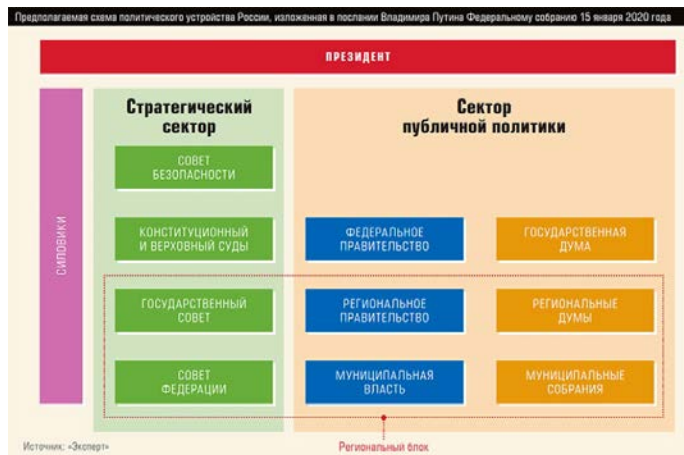 Предполагаемая схема политического устройства России, изложенная в послании Владимира Путина Федеральному собранию 15 января 2020 года
ПРЕЗИДЕНТ
СИЛОВИКИ
Стратегический
сектор
Сектор
публичной политики
СОВЕТ
БЕЗОПАСНОСТИ
КОНСТИТУЦИОННЫЙ
И ВЕРХОВНЫЙ СУДЫ
ФЕДЕРАЛЬНОЕ
ПРАВИТЕЛЬСТВО
ГОСУДАРСТВЕННАЯ
ДУМА
ГОСУДАРСТВЕННЫЙ
СОВЕТ
РЕГИОНАЛЬНОЕ
ПРАВИТЕЛЬСТВО
РЕГИОНАЛЬНЫЕ
ДУМЫ
СОВЕТ
ФЕДЕРАЦИИ
МУНИЦИПАЛЬНАЯ
ВЛАСТЬ
МУНИЦИПАЛЬНЫЕ
СОБРАНИЯ
Источник: «Эксперт»
Региональный блок